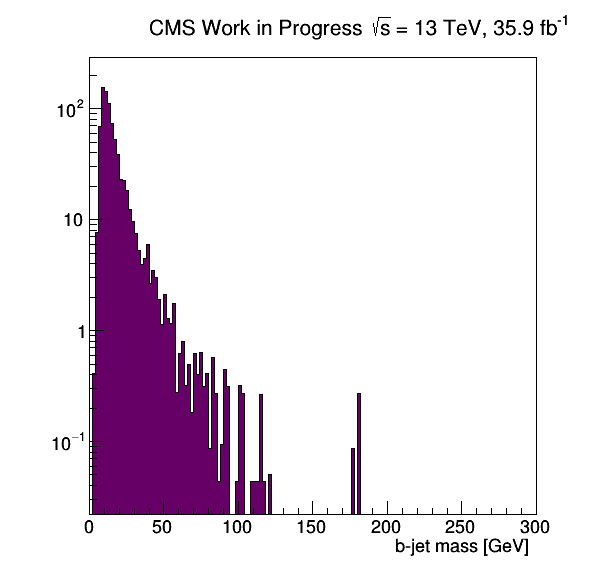 CMS Work in Progress √s = 13 TeV, 35.9 fb⁻¹
10²
10
1
10⁻¹
0 50 100 150 200 250 300
b-jet mass [GeV]